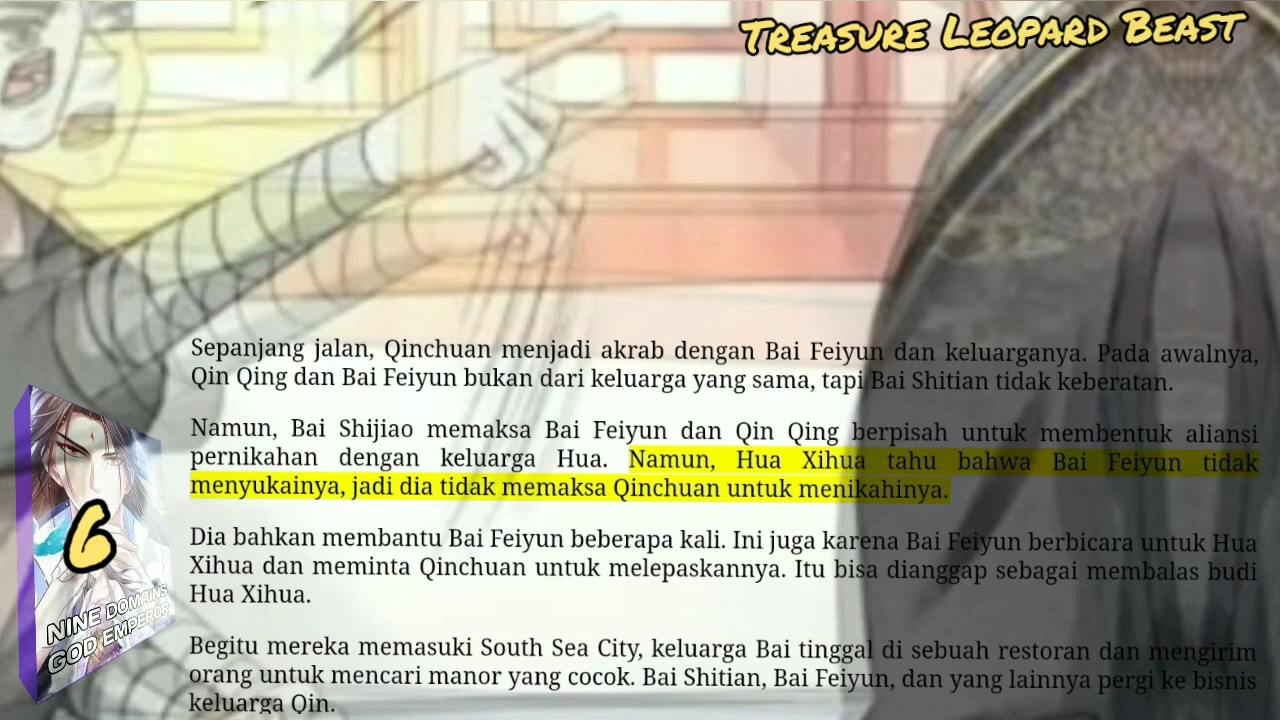 Treasure Leopard Beast
Sepanjang jalan, Qinchuan menjadi akrab dengan Bai Feiyun dan keluarganya. Pada awalnya,
Qin Qing dan Bai Feiyun bukan dari keluarga yang sama, tapi Bai Shitian tidak keberatan.
Namun, Bai Shijiao memaksa Bai Feiyun dan Qin Qing berpisah untuk membentuk aliansi
pernikahan dengan keluarga Hua. Namun, Hua Xihua tahu bahwa Bai Feiyun tidak
menyukainya, jadi dia tidak memaksa Qinchuan untuk menikahinya.
Dia bahkan membantu Bai Feiyun beberapa kali. Ini juga karena Bai Feiyun berbicara untuk Hua
Xihua dan meminta Qinchuan untuk melepaskannya. Itu bisa dianggap sebagai membalas budi
Hua Xihua.
Begitu mereka memasuki South Sea City, keluarga Bai tinggal di sebuah restoran dan mengirim
orang untuk mencari manor yang cocok. Bai Shitian, Bai Feiyun, dan yang lainnya pergi ke bisnis
keluarga Qin.
6
Nine Domains
God Emperor